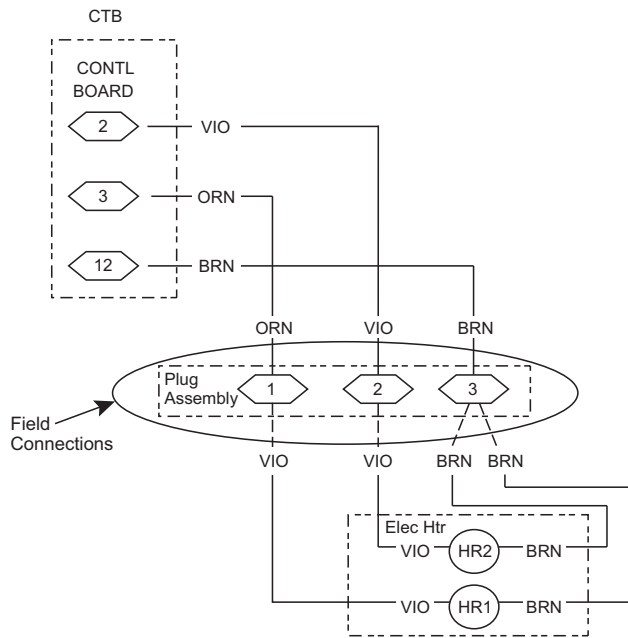 CTB
CONTL
BOARD
2 VIO
3 ORN
12 BRN
ORN VIO BRN
Plug
Assembly
1 2 3
Field
Connections
VIO VIO BRN BRN
Elec Htr
VIO HR2 BRN
VIO HR1 BRN